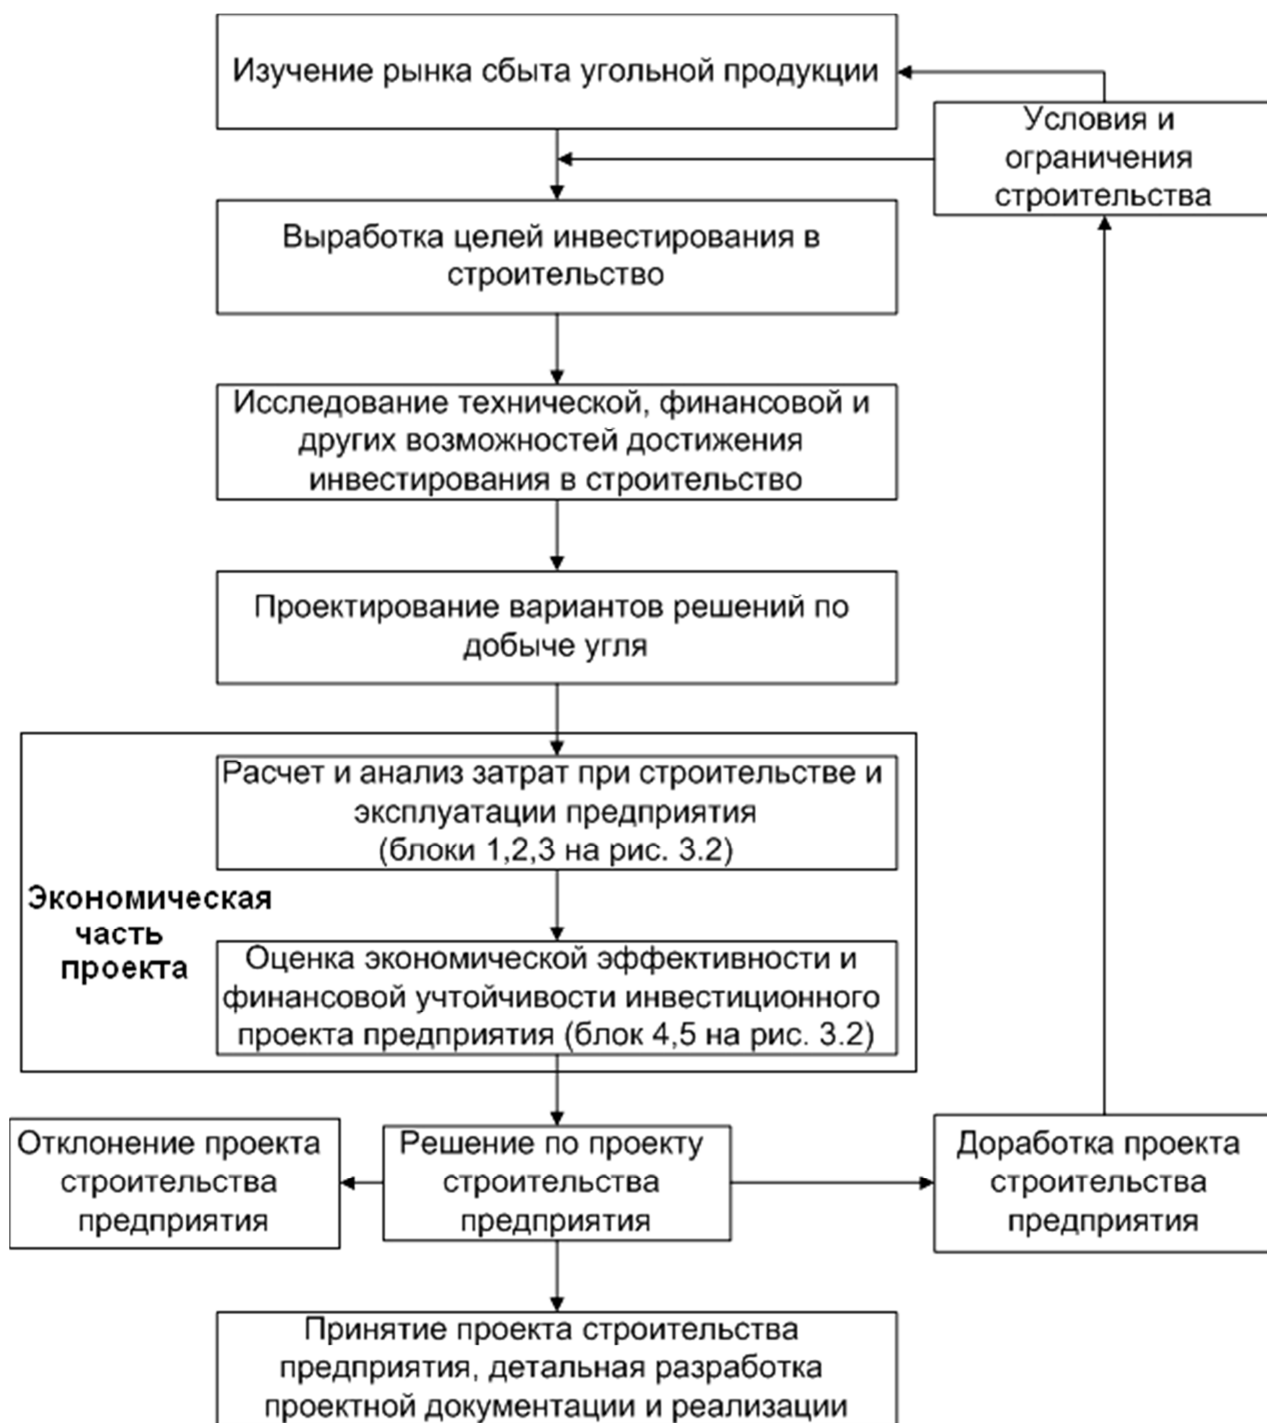 Изучение рынка сбыта угольной продукции
Условия и
ограничения
строительства
Выработка целей инвестирования в
строительство
Исследование технической, финансовой и
других возможностей достижения
инвестирования в строительство
Проектирование вариантов решений по
добыче угля
Расчет и анализ затрат при строительстве и
эксплуатации предприятия
(блоки 1,2,3 на рис. 3.2)
Экономическая
часть
проекта
Оценка экономической эффективности и
финансовой учтойчивости инвестиционного
проекта предприятия (блок 4,5 на рис. 3.2)
Отклонение проекта
строительства
предприятия
Решение по проекту
строительства
предприятия
Доработка проекта
строительства
предприятия
Принятие проекта строительства
предприятия, детальная разработка
проектной документации и реализации